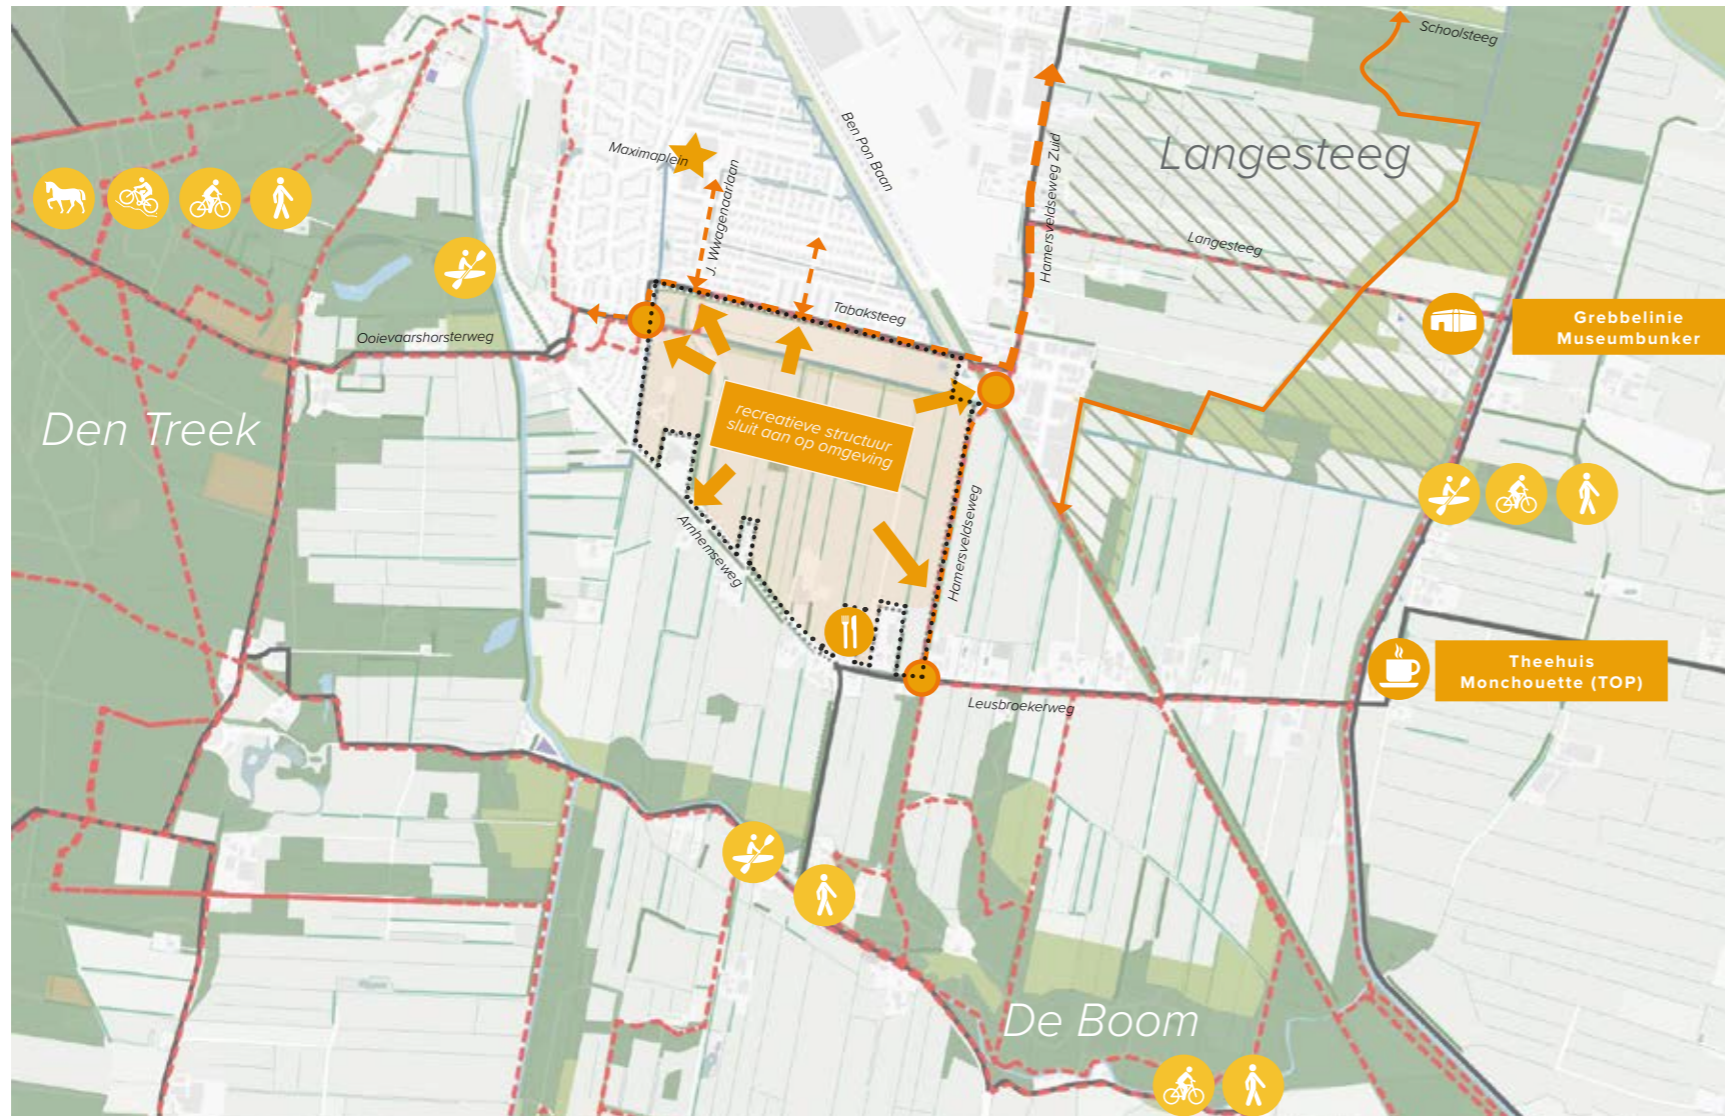 Schoolsteeg
Ben Pon Baan
Maximaplein
J. Wwagenaarlaan
Hamersveldseweg Zuid
Langesteeg
Langesteeg
Grebbelinie
Museumbunker
Tabaksteeg
Ooievaarshorsterweg
Den Treek
recreatieve structuur
sluit aan op omgeving
Arnhemseweg
Hamersveldseweg
Theehuis
Monchouette (TOP)
Leusbroekerweg
De Boom